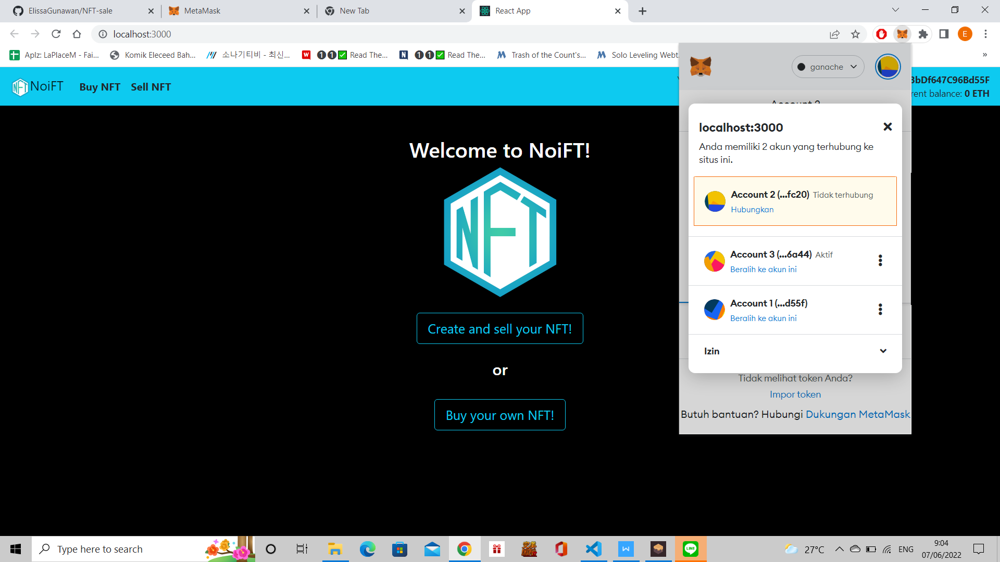 ElissaGunawan/NFT-sale
MetaMask
New Tab
React App
localhost:3000
E
Aplz: LaPlaceM - Fai...
Komik Eleceed Bah...
소나기티비 - 최신...
❶❶✅ Read The...
❶❶✅ Read The...
Trash of the Count's...
Solo Leveling Webt
»
NFT NoiFT
Buy NFT
Sell NFT
ganache
3bDf647C96Bd55F
rent balance: 0 ETH
Account 2
localhost:3000
Anda memiliki 2 akun yang terhubung ke
situs ini.
Account 2 (...fc20) Tidak terhubung
Hubungkan
Account 3 (...6a44) Aktif
Beralih ke akun ini
Account 1 (...d55f)
Beralih ke akun ini
Izin
Tidak melihat token Anda?
Impor token
Butuh bantuan? Hubungi Dukungan MetaMask
Welcome to NoiFT!
NFT
Create and sell your NFT!
or
Buy your own NFT!
Type here to search
LINE
27°C
ENG
9:04
07/06/2022